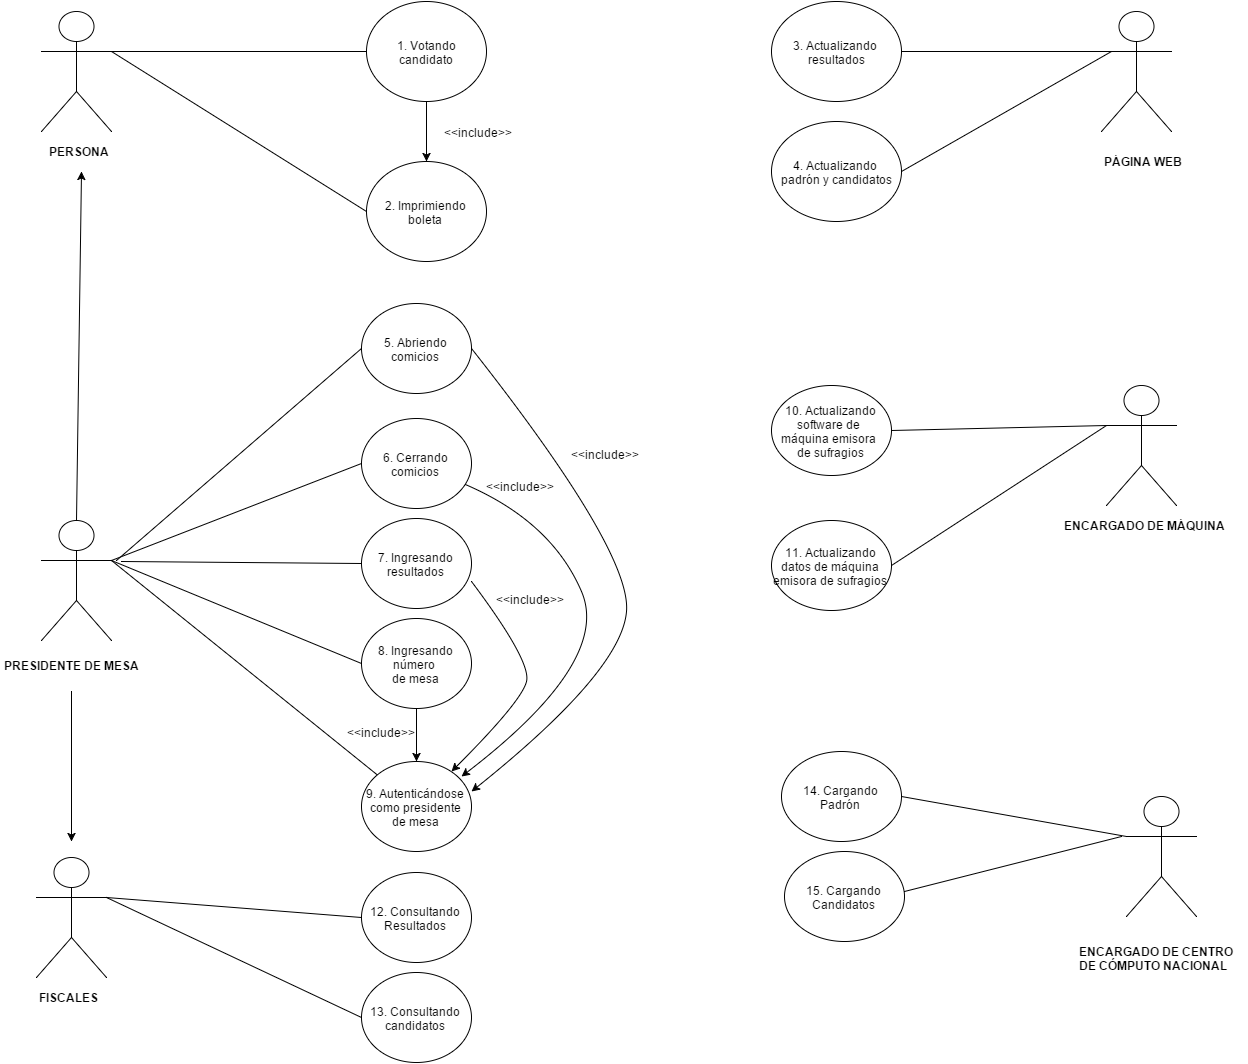 1. Votando
candidato
<<include>>
PERSONA
2. Imprimiendo
boleta
3. Actualizando
resultados
4. Actualizando
padrón y candidatos
PÀGINA WEB
5. Abriendo
comicios
<<include>>
6. Cerrando
comicios
<<include>>
7. Ingresando
resultados
<<include>>
PRESIDENTE DE MESA
8. Ingresando
número
de mesa
<<include>>
9. Autenticándose
como presidente
de mesa
10. Actualizando
software de
máquina emisora
de sufragios
ENCARGADO DE MÀQUINA
11. Actualizando
datos de máquina
emisora de sufragios
12. Consultando
Resultados
13. Consultando
candidatos
FISCALES
14. Cargando
Padrón
15. Cargando
Candidatos
ENCARGADO DE CENTRO
DE CÓMPUTO NACIONAL